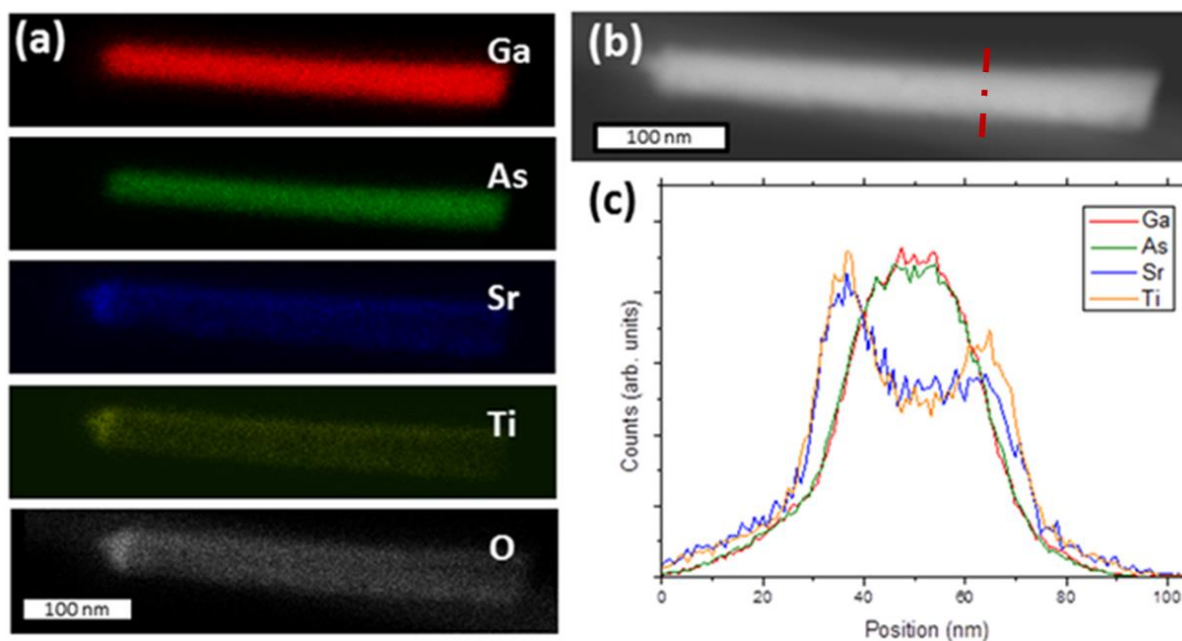 (a)
Ga
As
Sr
Ti
O
100 nm
(b)
100 nm
(c)
Ga
As
Sr
Ti
Counts (arb. units)
0 20 40 60 80 100
Position (nm)